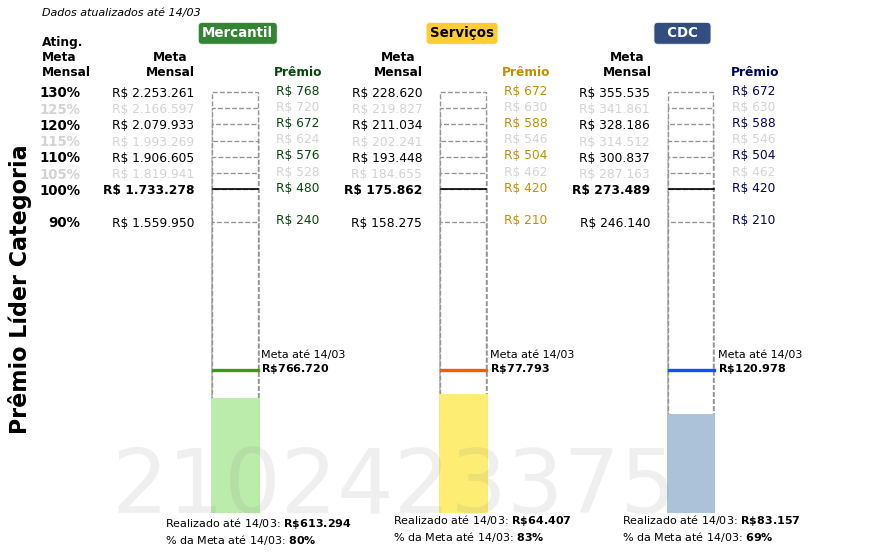 Dados atualizados até 14/03
Mercantil Serviços CDC
Ating. Meta Mensal Meta Mensal Prêmio Meta Mensal Prêmio Meta Mensal Prêmio
130% R$ 2.253.261 R$ 768 R$ 228.620 R$ 672 R$ 355.535 R$ 672
125% R$ 2.166.597 R$ 720 R$ 219.827 R$ 630 R$ 341.861 R$ 630
120% R$ 2.079.933 R$ 672 R$ 211.034 R$ 588 R$ 328.186 R$ 588
115% R$ 1.993.269 R$ 624 R$ 202.241 R$ 546 R$ 314.512 R$ 546
110% R$ 1.906.605 R$ 576 R$ 193.448 R$ 504 R$ 300.837 R$ 504
105% R$ 1.819.941 R$ 528 R$ 184.655 R$ 462 R$ 287.163 R$ 462
100% R$ 1.733.278 R$ 480 R$ 175.862 R$ 420 R$ 273.489 R$ 420
90% R$ 1.559.950 R$ 240 R$ 158.275 R$ 210 R$ 246.140 R$ 210
Prêmio Líder Categoria
Meta até 14/03 Meta até 14/03 Meta até 14/03
R$766.720 R$77.793 R$120.978
2102423375
Realizado até 14/03: R$613.294 Realizado até 14/03: R$64.407 Realizado até 14/03: R$83.157
% da Meta até 14/03: 80% % da Meta até 14/03: 83% % da Meta até 14/03: 69%